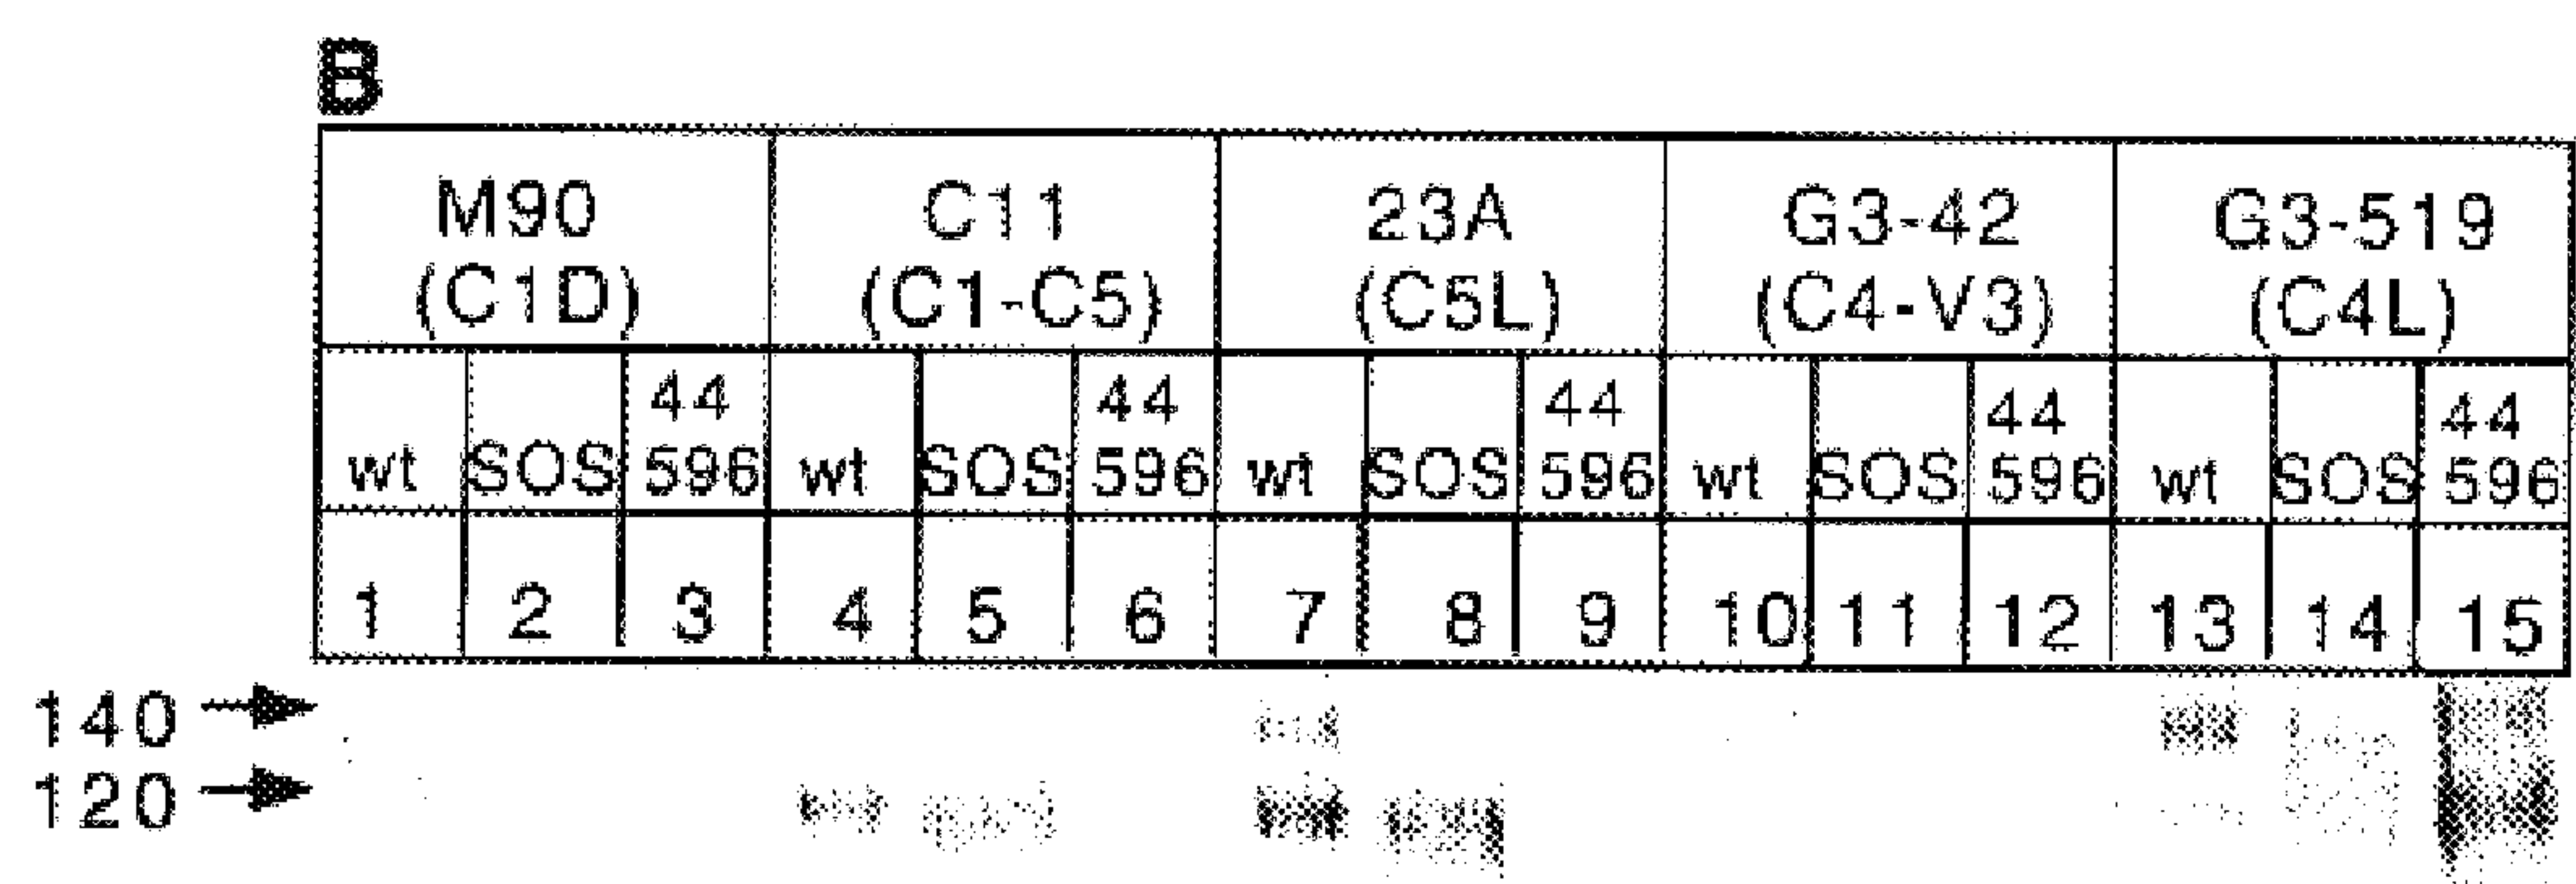 B
M90 C11 23A G3-42 G3-519
(C1D) (C1-C5) (C5L) (C4-V3) (C4L)
44 44 44 44 44
wt SOS 596 wt SOS 596 wt SOS 596 wt SOS 596 wt SOS 596
1 2 3 4 5 6 7 8 9 10 11 12 13 14 15
140
120